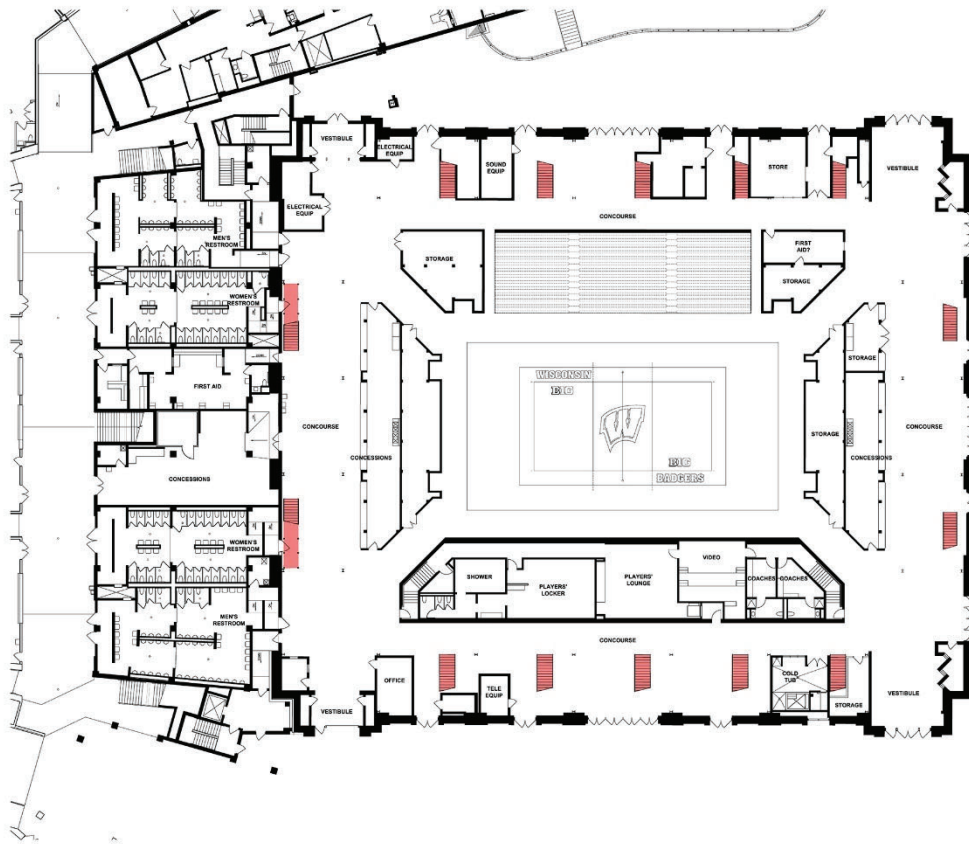 VESTIBULE
ELECTRICAL
EQUIP
SOUND
EQUIP
STORE
VESTIBULE
ELECTRICAL
EQUIP
CONCOURSE
MEN'S
RESTROOM
STORAGE
FIRST
AID?
STORAGE
WOMEN'S
RESTROOM
STORAGE
WISCONSIN
BIG
FIRST AID
CONCOURSE
STORAGE
CONCOURSE
CONCESSIONS
CONCESSIONS
BIG
BADGERS
CONCESSIONS
WOMEN'S
RESTROOM
SHOWER
PLAYERS'
LOCKER
PLAYERS'
LOUNGE
VIDEO
COACHES
COACHES
MEN'S
RESTROOM
CONCOURSE
OFFICE
TELE
EQUIP
COLD
TUB
STORAGE
VESTIBULE
VESTIBULE